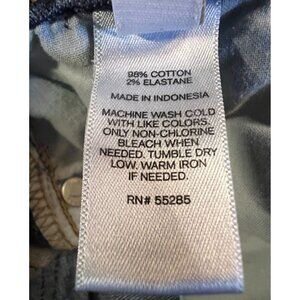 98% COTTON
2% ELASTANE
MADE IN INDONESIA
MACHINE WASH COLD
WITH LIKE COLORS.
ONLY NON-CHLORINE
BLEACH WHEN
NEEDED. TUMBLE DRY
LOW. WARM IRON
IF NEEDED.
RN# 55285